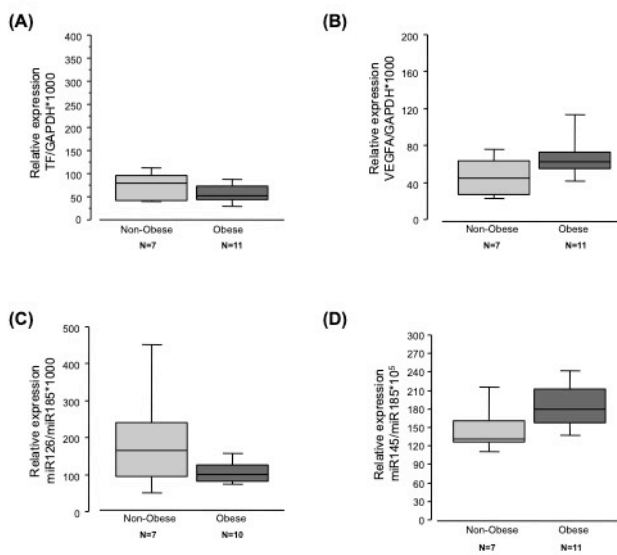 (A)
Relative expression
TF/GAPDH*1000
400
350
300
250
200
150
100
50
0
Non-Obese
Obese
N=7
N=11
(B)
Relative expression
VEGFA/GAPDH*1000
200
160
120
80
40
0
Non-Obese
Obese
N=7
N=11
(C)
Relative expression
miR126/miR185*1000
500
400
300
200
100
0
Non-Obese
Obese
N=7
N=10
(D)
Relative expression
miR145/miR185*10⁵
300
270
240
210
180
150
120
90
60
30
0
Non-Obese
Obese
N=7
N=11